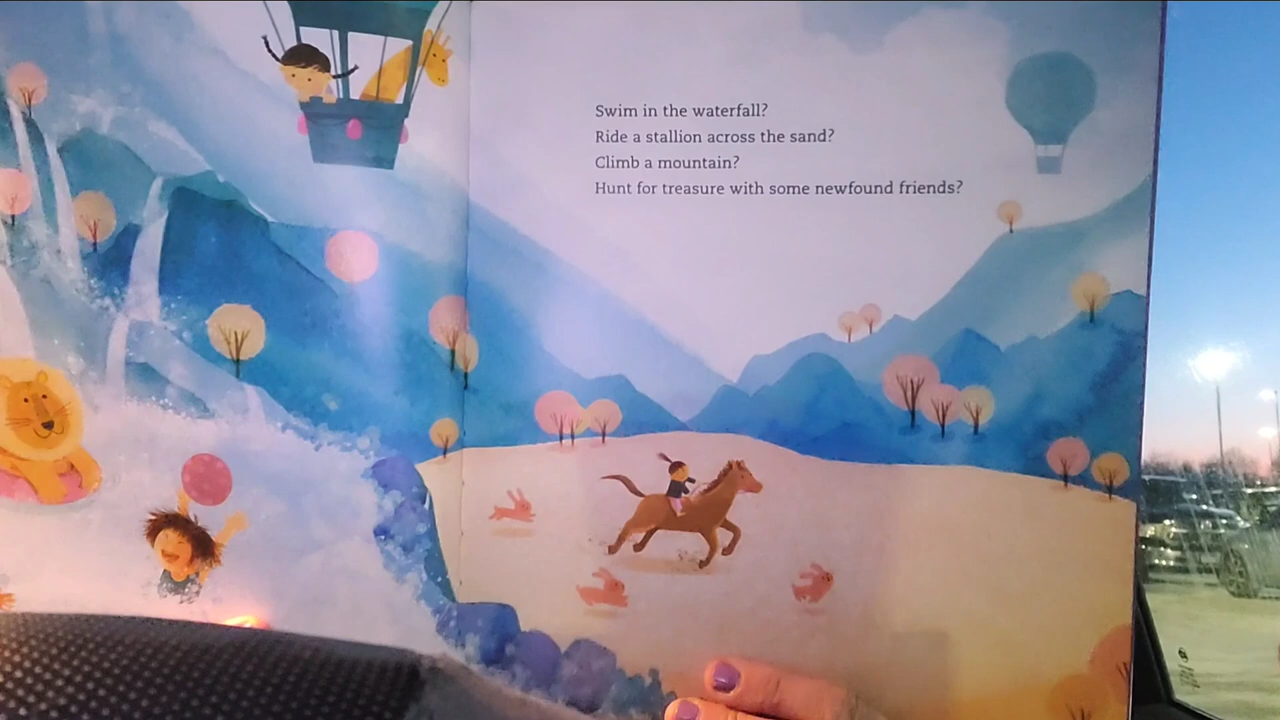 Swim in the waterfall?
Ride a stallion across the sand?
Climb a mountain?
Hunt for treasure with some newfound friends?